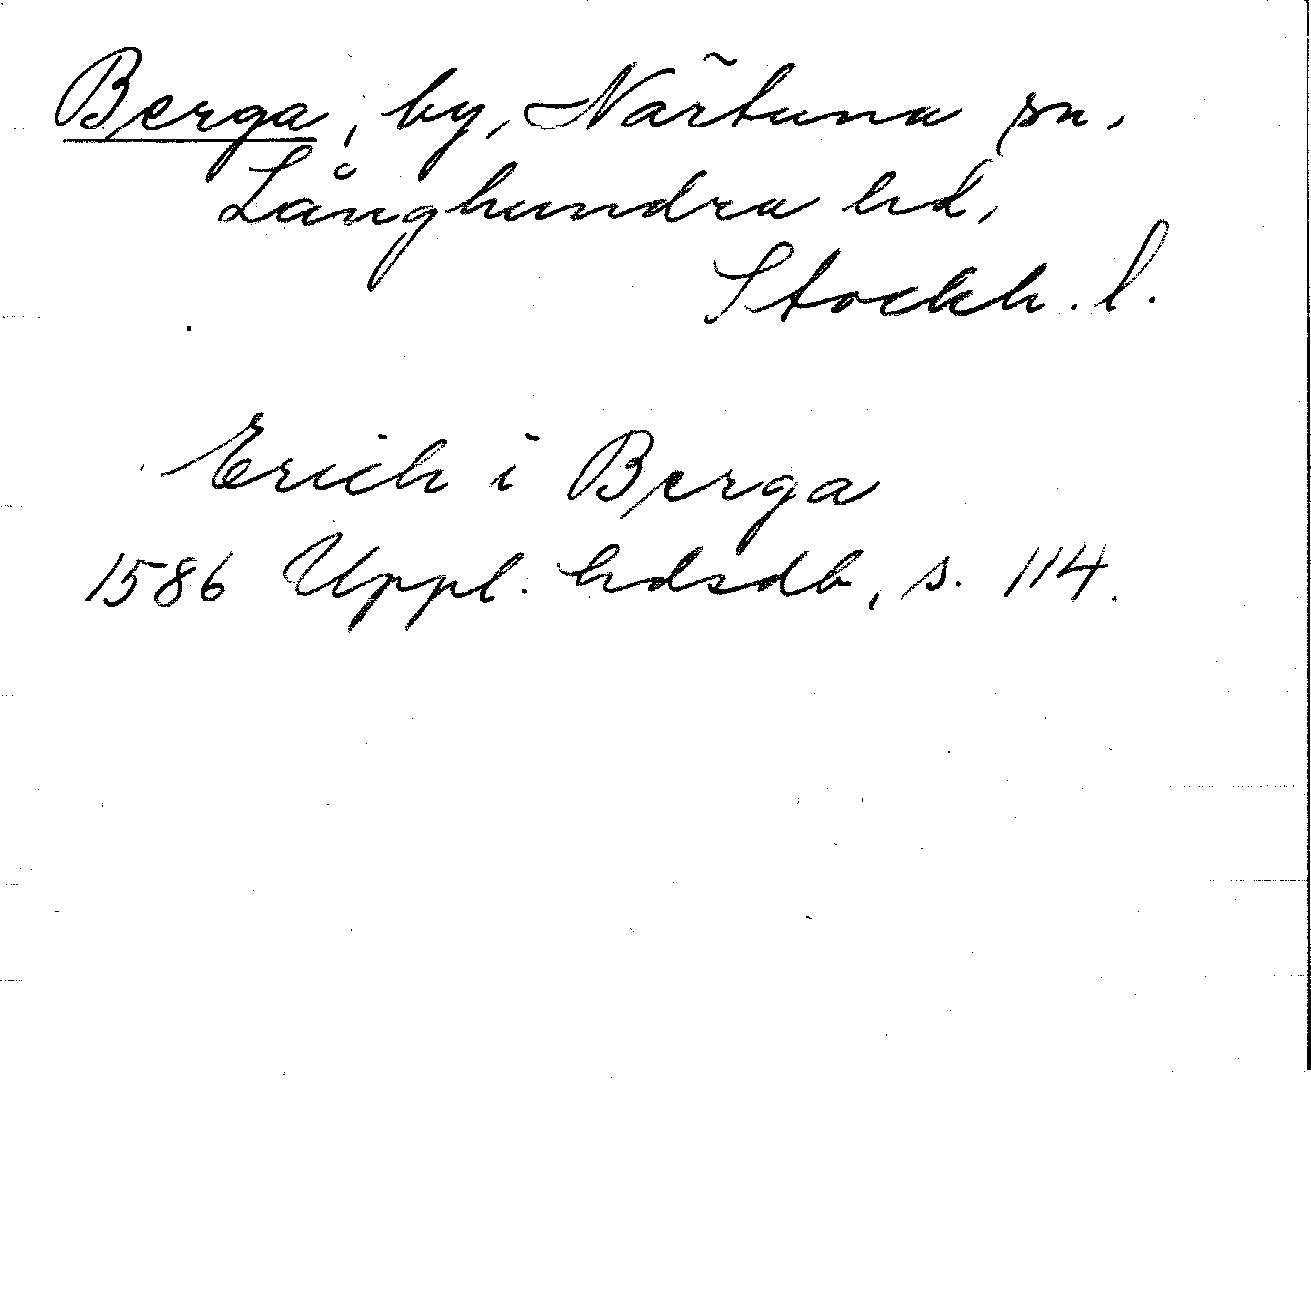 Berga, by, Närtuna sn,
Långhundra hd,
Stockh. l.
Erich i Berga
1586 Uppl. hdsdb, s. 114.